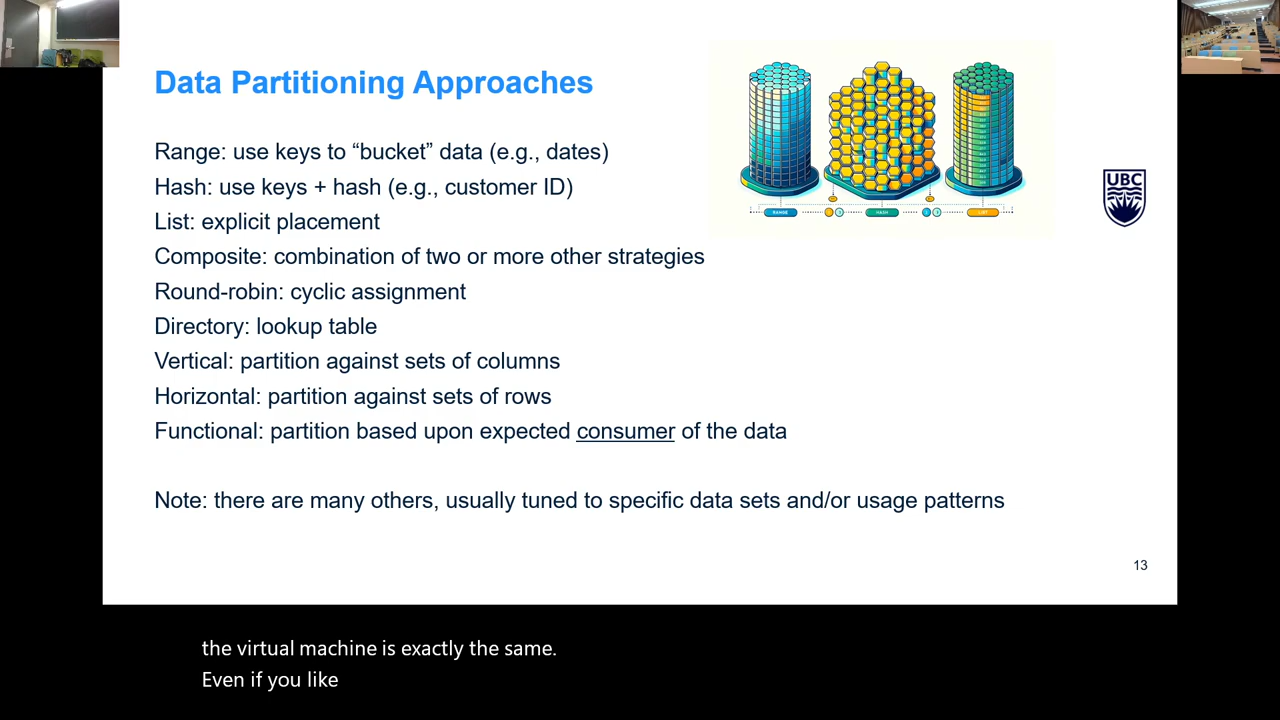 Data Partitioning Approaches
Range: use keys to “bucket” data (e.g., dates)
Hash: use keys + hash (e.g., customer ID)
List: explicit placement
Composite: combination of two or more other strategies
Round-robin: cyclic assignment
Directory: lookup table
Vertical: partition against sets of columns
Horizontal: partition against sets of rows
Functional: partition based upon expected consumer of the data
Note: there are many others, usually tuned to specific data sets and/or usage patterns
RANGE
HASH
LIST
UBC
13
the virtual machine is exactly the same.
Even if you like